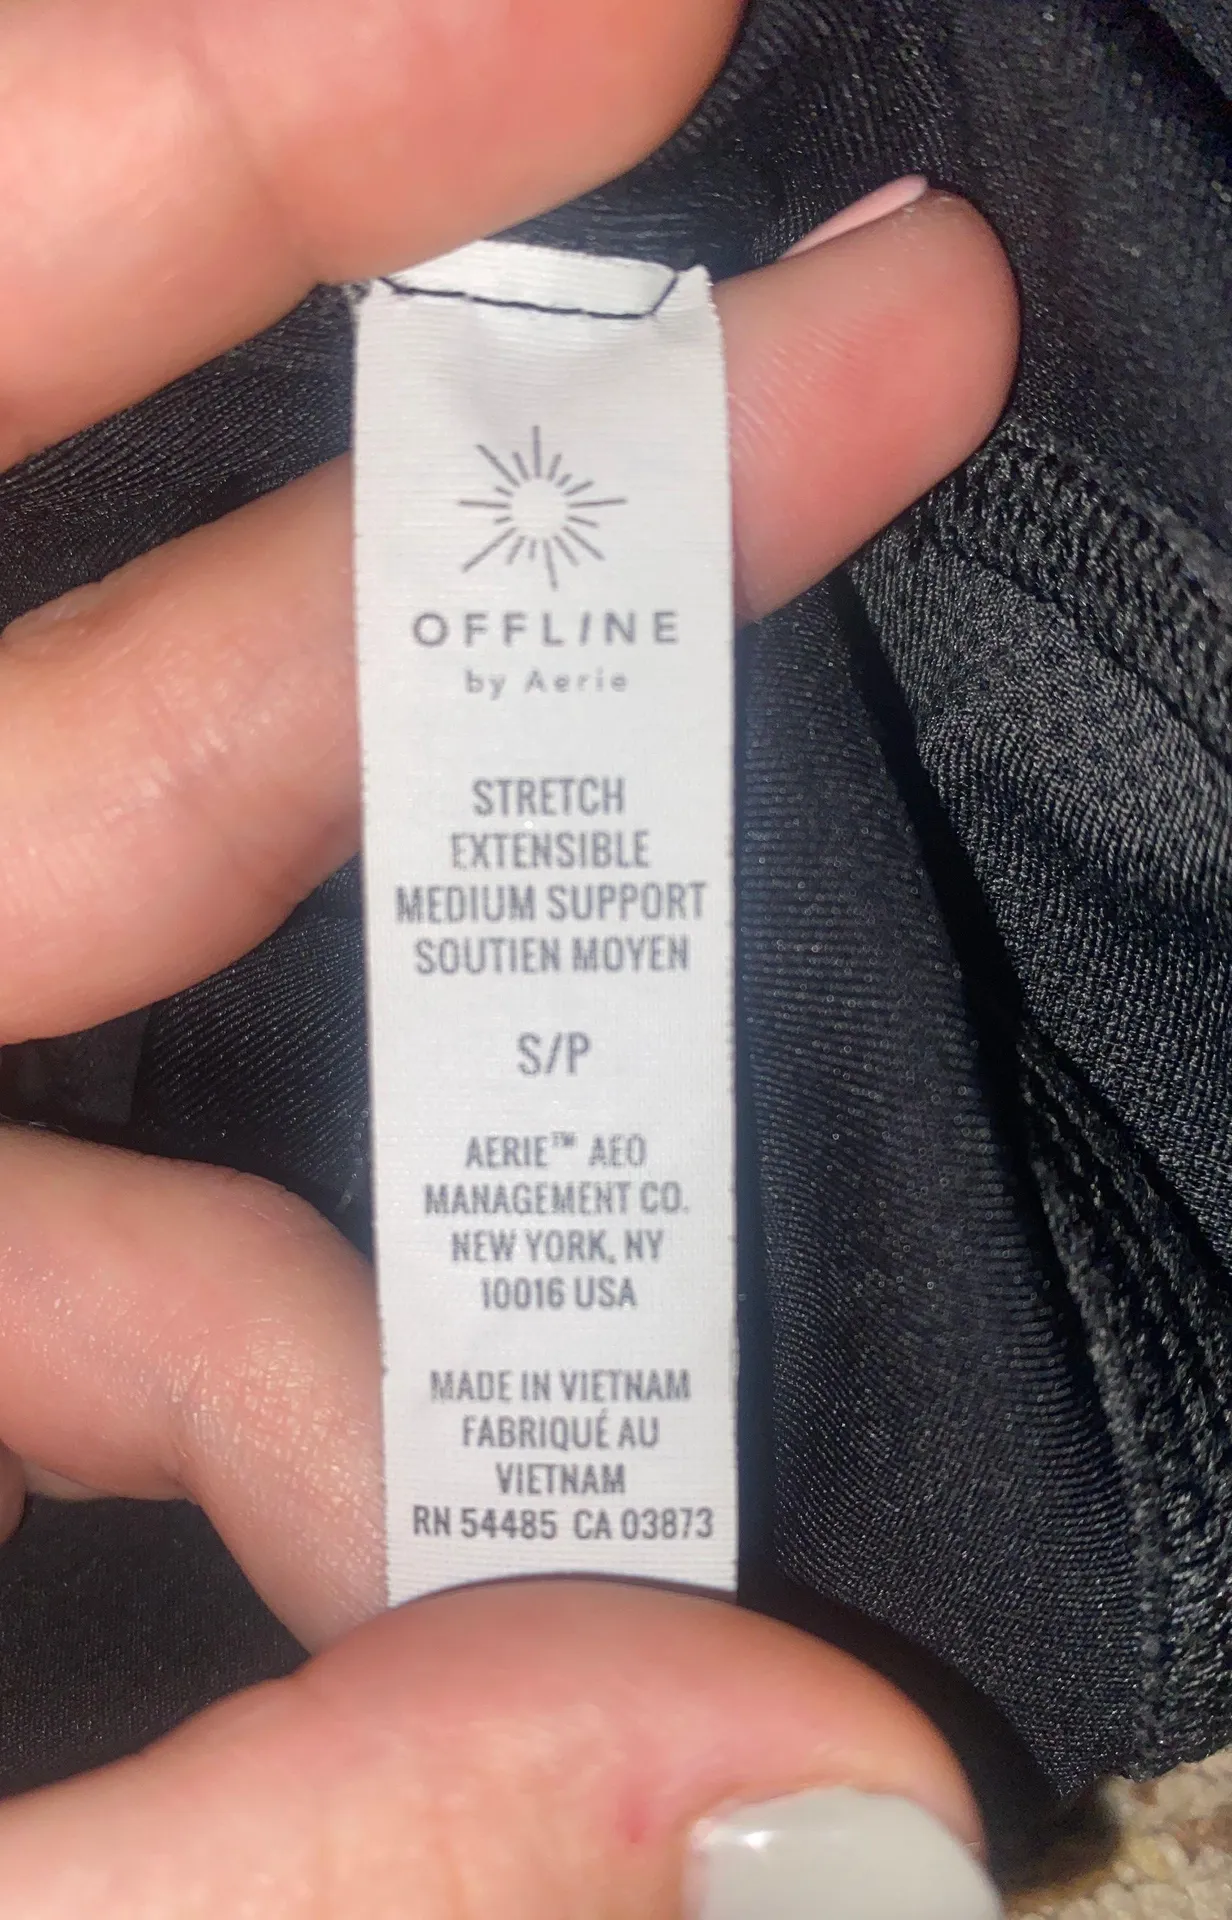 OFFLINE
by Aerie
STRETCH
EXTENSIBLE
MEDIUM SUPPORT
SOUTIEN MOYEN
S/P
AERIE™ AEO
MANAGEMENT CO.
NEW YORK, NY
10016 USA
MADE IN VIETNAM
FABRIQUÉ AU
VIETNAM
RN 54485 CA 03873